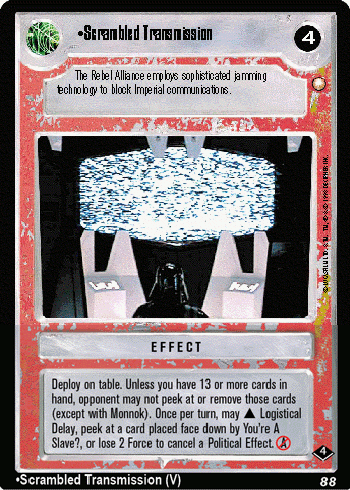 •Scrambled Transmission
4
The Rebel Alliance employs sophisticated jamming
technology to block Imperial communications.
EFFECT
Deploy on table. Unless you have 13 or more cards in
hand, opponent may not peek at or remove those cards
(except with Monnok). Once per turn, may ▲ Logistical
Delay, peek at a card placed face down by You're A
Slave?, or lose 2 Force to cancel a Political Effect. Ⓐ
4
•Scrambled Transmission (V)
88